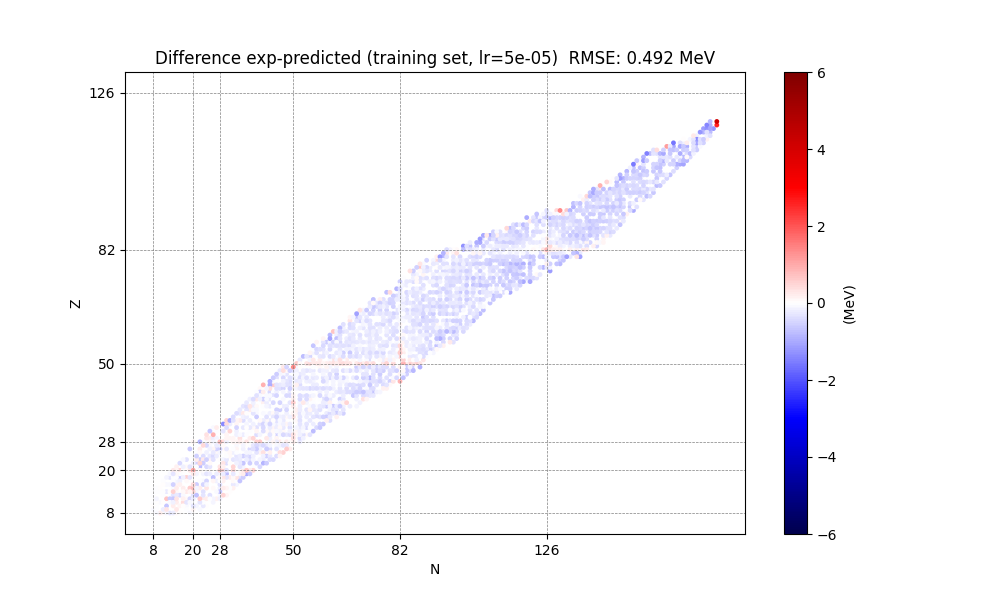 Difference exp-predicted (training set, lr=5e-05)  RMSE: 0.492 MeV
126
82
50
28
20
8
Z
8 20 28 50 82 126
N
6
4
2
0
−2
−4
−6
(MeV)